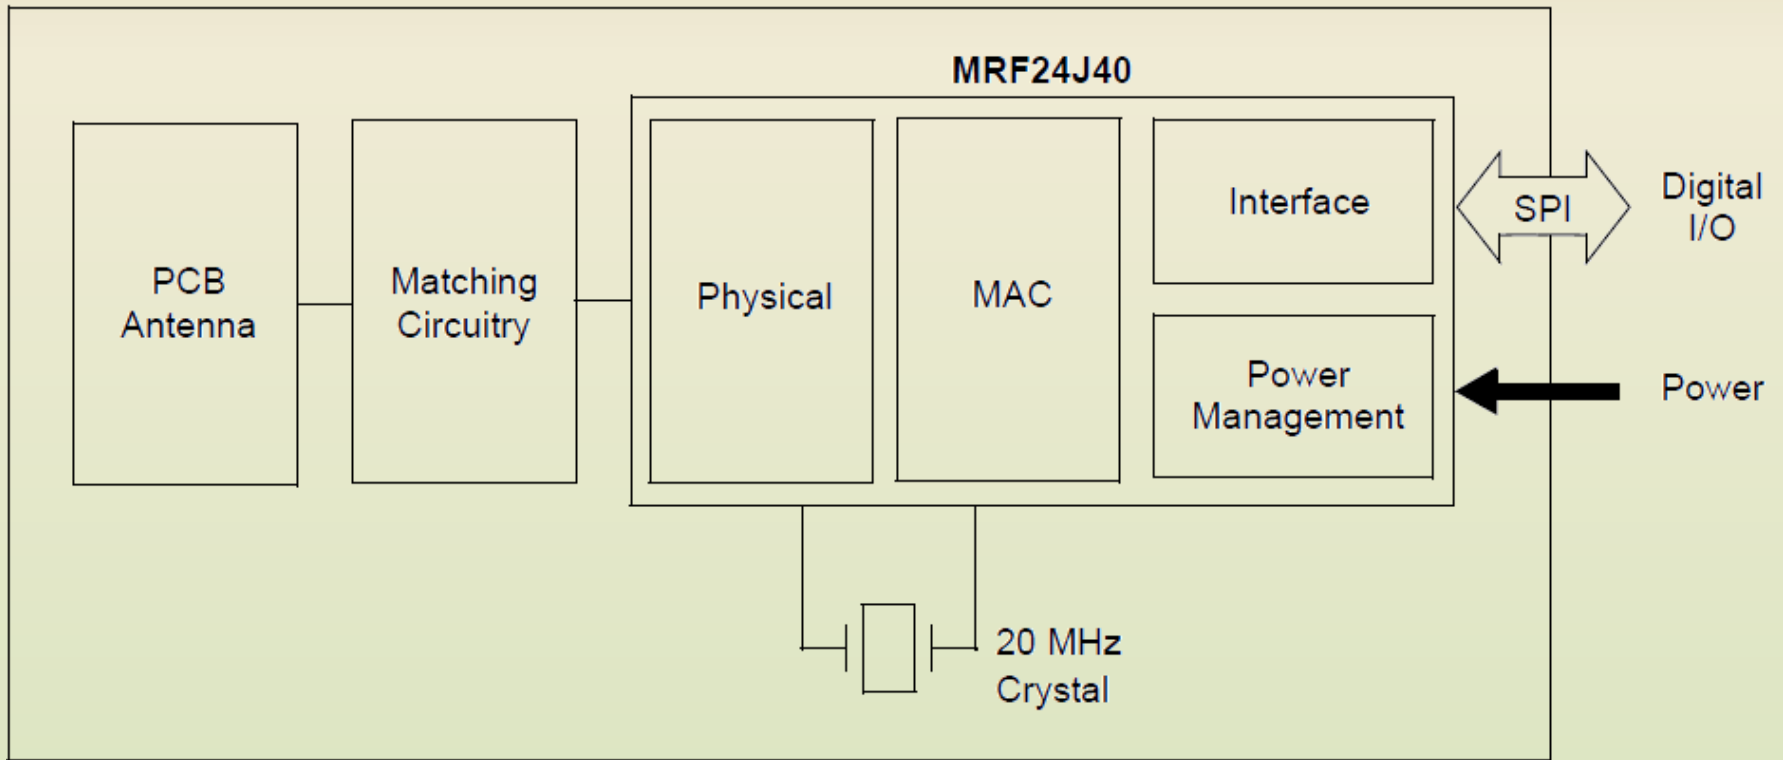 MRF24J40
PCB
Antenna
Matching
Circuitry
Physical
MAC
Interface
Power
Management
SPI
Digital
I/O
Power
20 MHz
Crystal